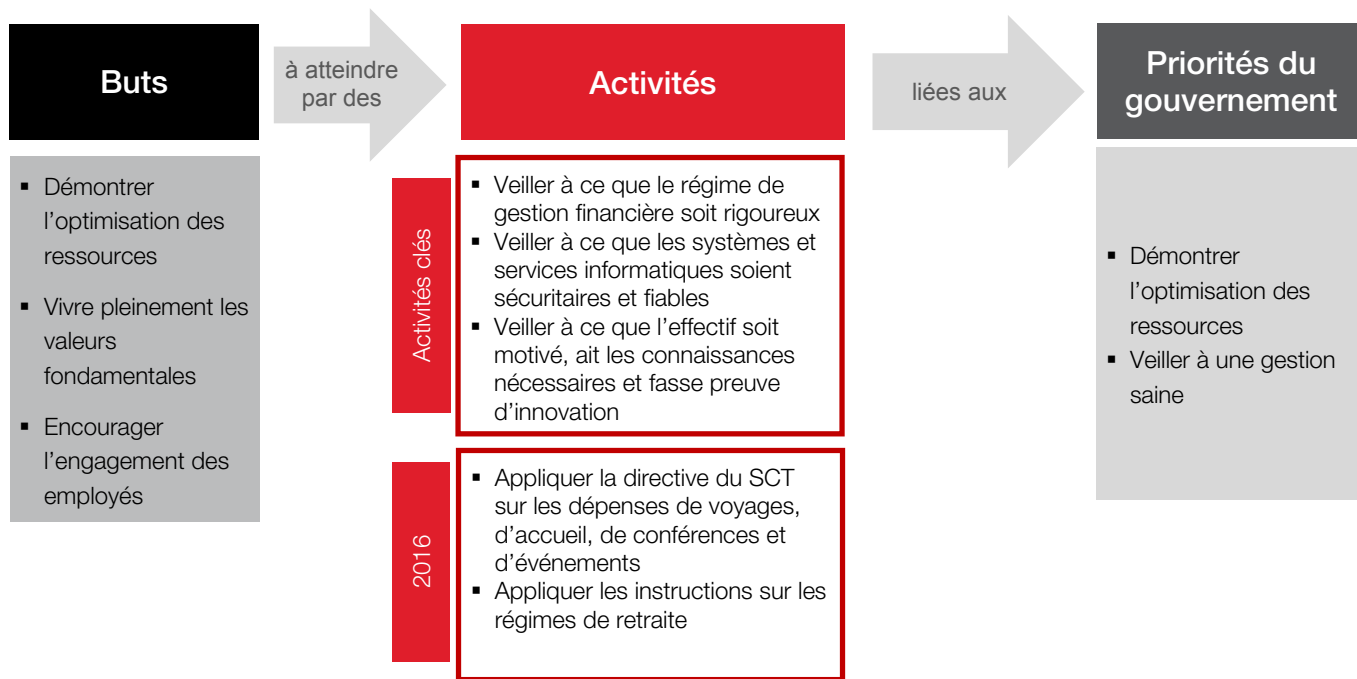 Buts
à atteindre
par des
Activités
liées aux
Priorités du
gouvernement
▪ Démontrer
l’optimisation des
ressources
▪ Vivre pleinement les
valeurs
fondamentales
▪ Encourager
l’engagement des
employés
Activités clés
▪ Veiller à ce que le régime de
gestion financière soit rigoureux
▪ Veiller à ce que les systèmes et
services informatiques soient
sécuritaires et fiables
▪ Veiller à ce que l’effectif soit
motivé, ait les connaissances
nécessaires et fasse preuve
d’innovation
2016
▪ Appliquer la directive du SCT
sur les dépenses de voyages,
d’accueil, de conférences et
d’événements
▪ Appliquer les instructions sur les
régimes de retraite
▪ Démontrer
l’optimisation des
ressources
▪ Veiller à une gestion
saine